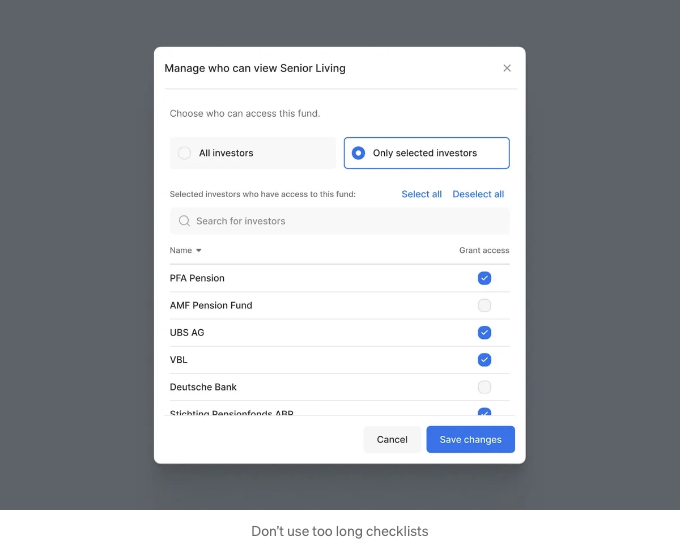 Manage who can view Senior Living
Choose who can access this fund.
All investors
Only selected investors
Selected investors who have access to this fund:
Select all
Deselect all
Search for investors
Name
Grant access
PFA Pension
AMF Pension Fund
UBS AG
VBL
Deutsche Bank
Stichting Pensionfonds ABP
Cancel
Save changes
Don't use too long checklists